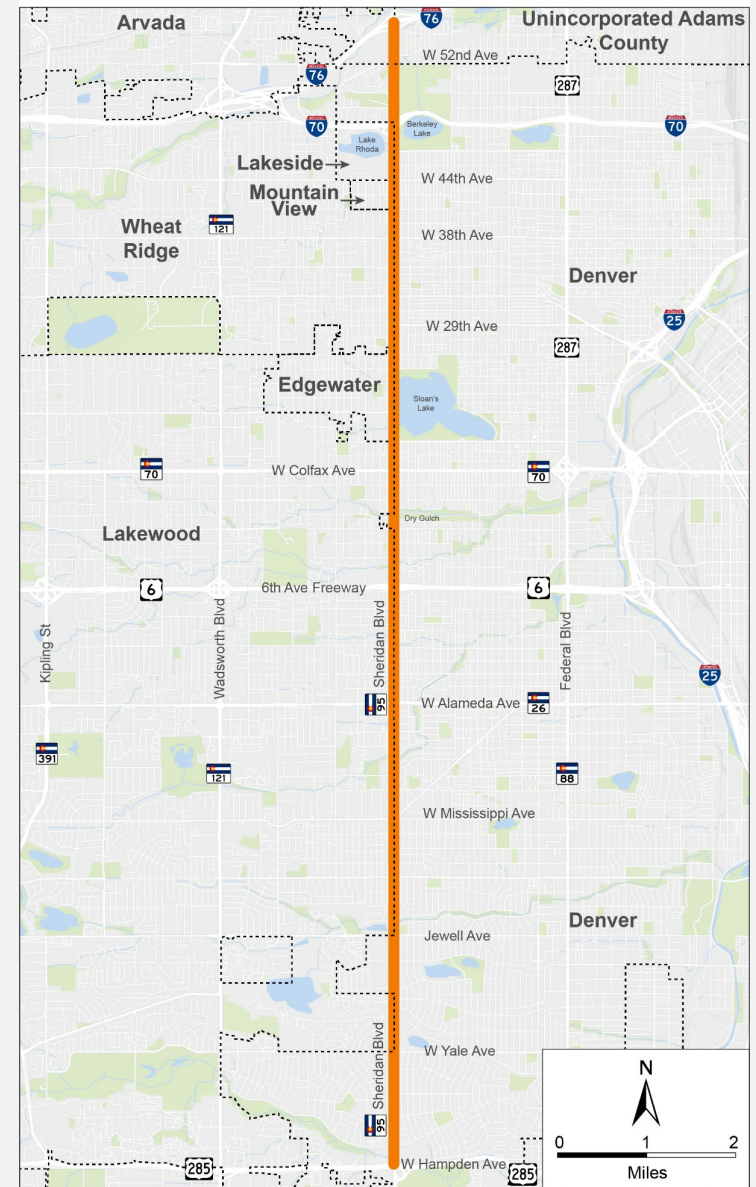 Arvada
76
Unincorporated Adams
County
W 52nd Ave
76
287
70
Berkeley
Lake
70
Lake
Rhoda
Lakeside
W 44th Ave
Mountain
View
Wheat
Ridge
121
W 38th Ave
Denver
25
W 29th Ave
287
Edgewater
Sloan's
Lake
W Colfax Ave
70
70
Dry Gulch
Lakewood
6th Ave Freeway
6
6
Kipling St
Wadsworth Blvd
Sheridan Blvd
Federal Blvd
25
95
W Alameda Ave
26
391
121
88
W Mississippi Ave
Denver
Jewell Ave
Sheridan Blvd
W Yale Ave
95
W Hampden Ave
285
285
N
0 1 2
Miles